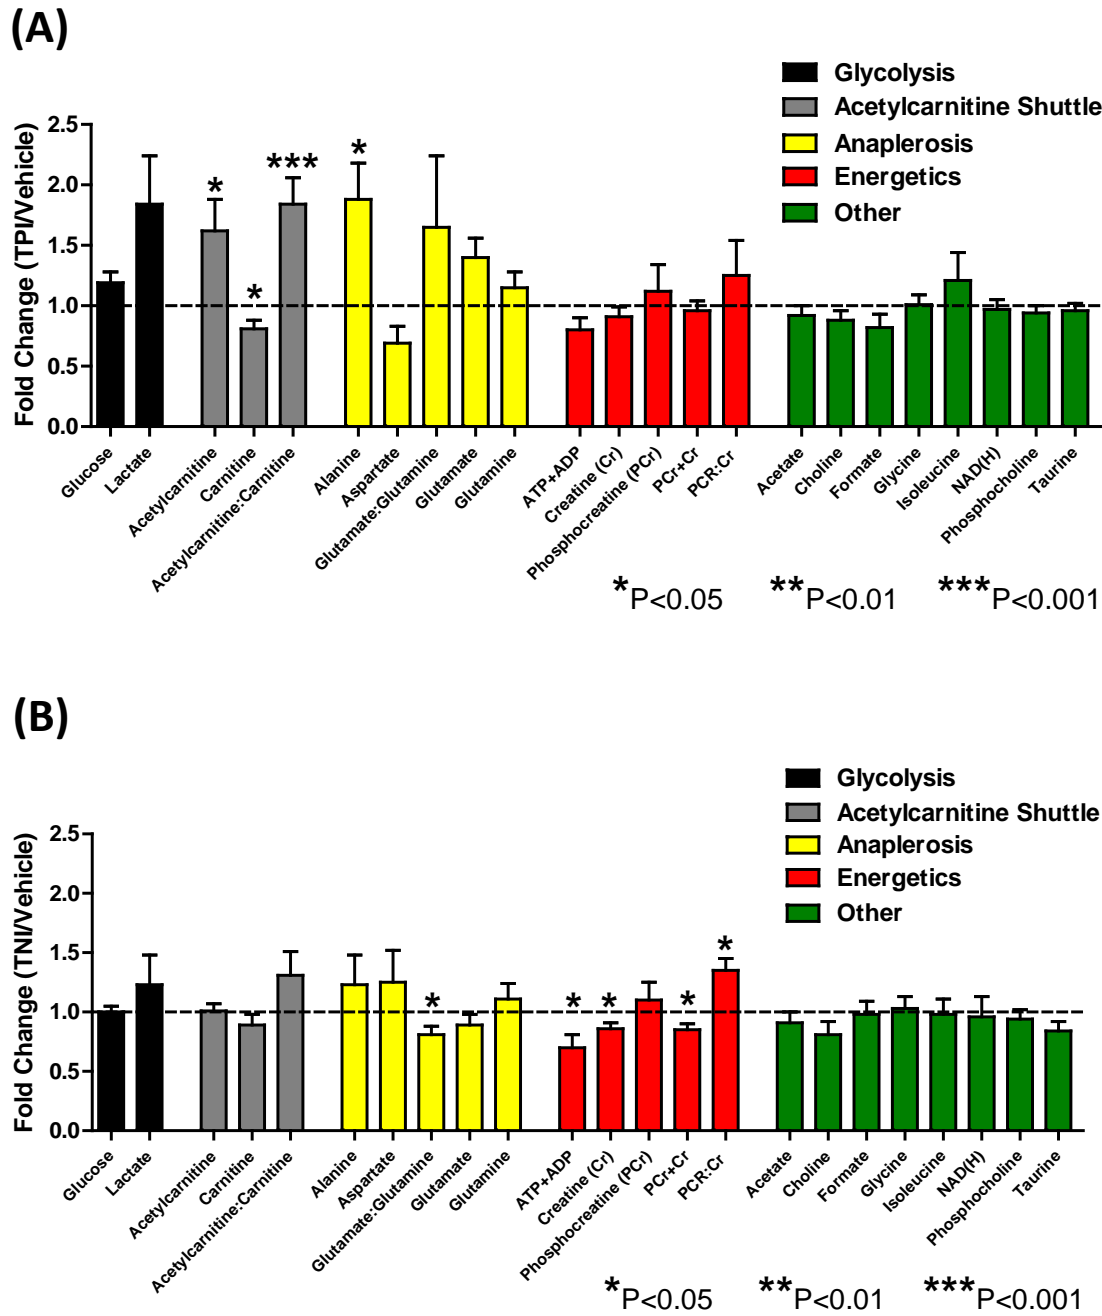 (A)
Glycolysis
Acetylcarnitine Shuttle
Anaplerosis
Energetics
Other
Fold Change (TPI/Vehicle)
2.5
2.0
1.5
1.0
0.5
0.0
*
*
***
*
Glucose
Lactate
Acetylcarnitine
Carnitine
Acetylcarnitine:Carnitine
Alanine
Aspartate
Glutamate:Glutamine
Glutamate
Glutamine
ATP+ADP
Creatine (Cr)
Phosphocreatine (PCr)
PCr+Cr
PCR:Cr
Acetate
Choline
Formate
Glycine
Isoleucine
NAD(H)
Phosphocholine
Taurine
*P<0.05 **P<0.01 ***P<0.001
(B)
Glycolysis
Acetylcarnitine Shuttle
Anaplerosis
Energetics
Other
Fold Change (TNI/Vehicle)
2.5
2.0
1.5
1.0
0.5
0.0
*
*
*
*
*
Glucose
Lactate
Acetylcarnitine
Carnitine
Acetylcarnitine:Carnitine
Alanine
Aspartate
Glutamate:Glutamine
Glutamate
Glutamine
ATP+ADP
Creatine (Cr)
Phosphocreatine (PCr)
PCr+Cr
PCR:Cr
Acetate
Choline
Formate
Glycine
Isoleucine
NAD(H)
Phosphocholine
Taurine
*P<0.05 **P<0.01 ***P<0.001